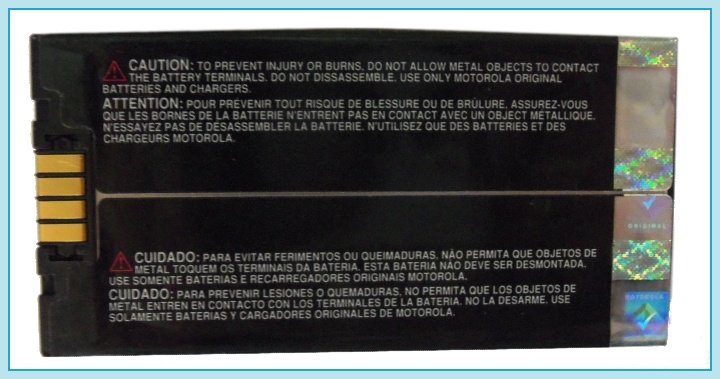 CAUTION: TO PREVENT INJURY OR BURNS, DO NOT ALLOW METAL OBJECTS TO CONTACT
THE BATTERY TERMINALS. DO NOT DISSASSEMBLE, USE ONLY MOTOROLA ORIGINAL
BATTERIES AND CHARGERS.
ATTENTION: POUR PRÉVENIR TOUT RISQUE DE BLESSURE OU DE BRÛLURE, ASSUREZ-VOUS
QUE LES BORNES DE LA BATTERIE N'ENTRENT PAS EN CONTACT AVEC UN OBJECT MÉTALLIQUE.
N'ESSAYEZ PAS DE DÉSASSEMBLER LA BATTERIE. N'UTILISEZ QUE DES BATTERIES ET DES
CHARGEURS MOTOROLA.
ORIGINAL
CUIDADO: PARA EVITAR FERIMENTOS OU QUEIMADURAS, NÃO PERMITA QUE OBJETOS DE
METAL TOQUEM OS TERMINAIS DA BATERIA. ESTA BATERIA NÃO DEVE SER DESMONTADA.
USE SOMENTE BATERIAS E RECARREGADORES ORIGINAIS MOTOROLA.
CUIDADO: PARA PREVENIR LESIONES O QUEMADURAS, NO PERMITA QUE LOS OBJETOS DE
METAL ENTREN EN CONTACTO CON LOS TERMINALES DE LA BATERIA. NO LA DESARME. USE
SOLAMENTE BATERIAS Y CARGADORES ORIGINALES DE MOTOROLA.
MOTOROLA